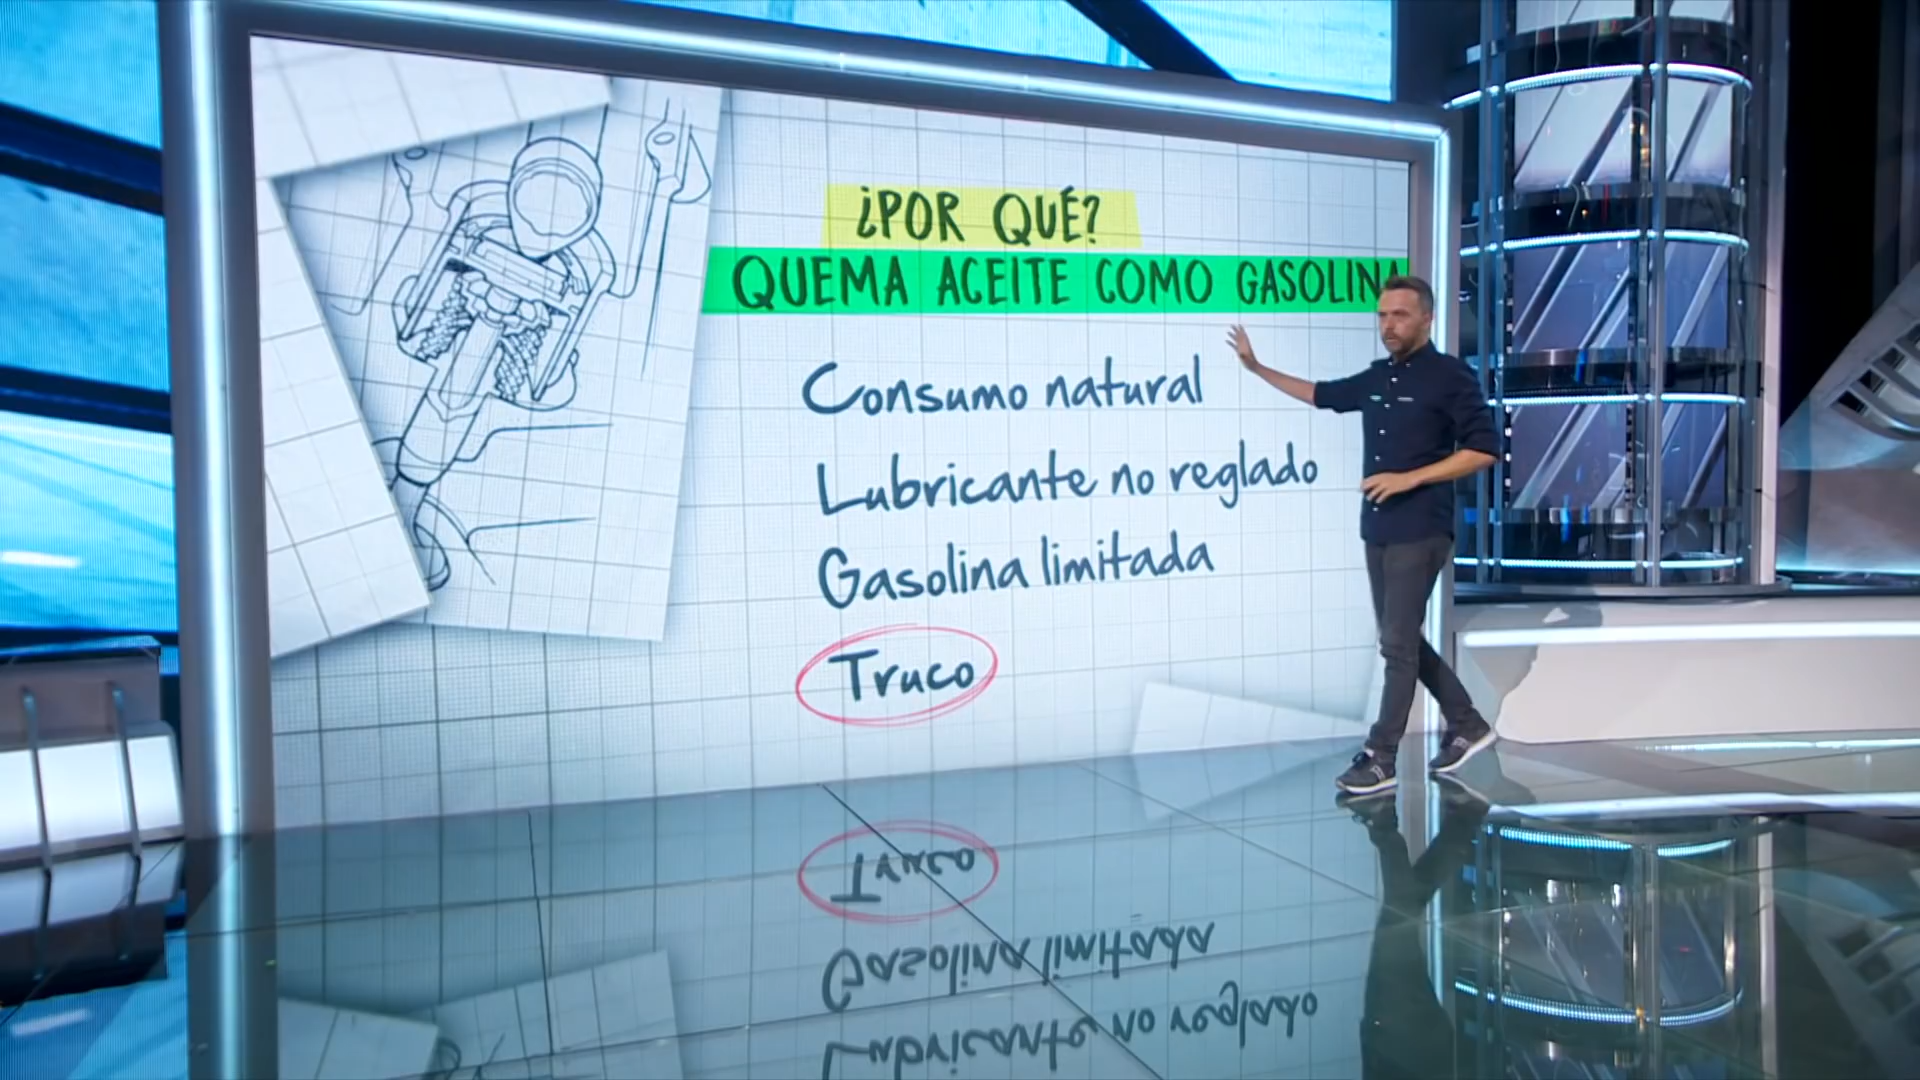 ¿POR QUÉ?
QUEMA ACEITE COMO GASOLINA
Consumo natural
Lubricante no reglado
Gasolina limitada
Truco